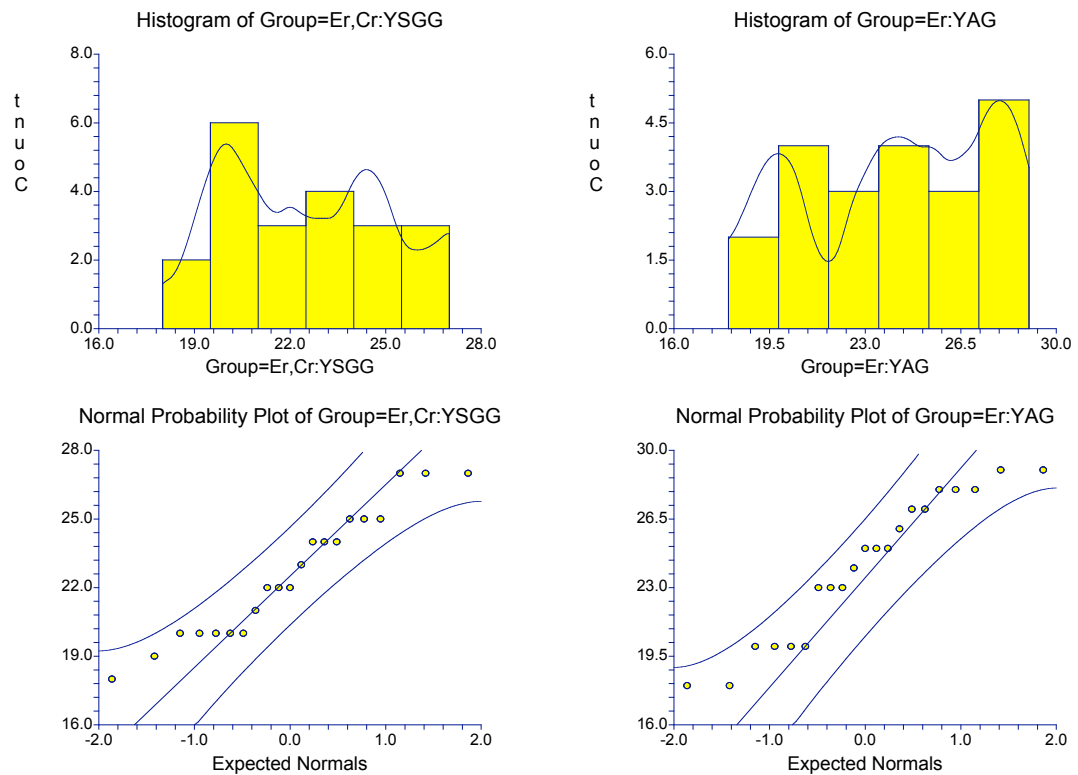 Histogram of Group=Er,Cr:YSGG
8.0
6.0
4.0
2.0
0.0
t
n
u
o
C
16.0 19.0 22.0 25.0 28.0
Group=Er,Cr:YSGG
Histogram of Group=Er:YAG
6.0
4.5
3.0
1.5
0.0
t
n
u
o
C
16.0 19.5 23.0 26.5 30.0
Group=Er:YAG
Normal Probability Plot of Group=Er,Cr:YSGG
28.0
25.0
22.0
19.0
16.0
-2.0 -1.0 0.0 1.0 2.0
Expected Normals
Normal Probability Plot of Group=Er:YAG
30.0
26.5
23.0
19.5
16.0
-2.0 -1.0 0.0 1.0 2.0
Expected Normals